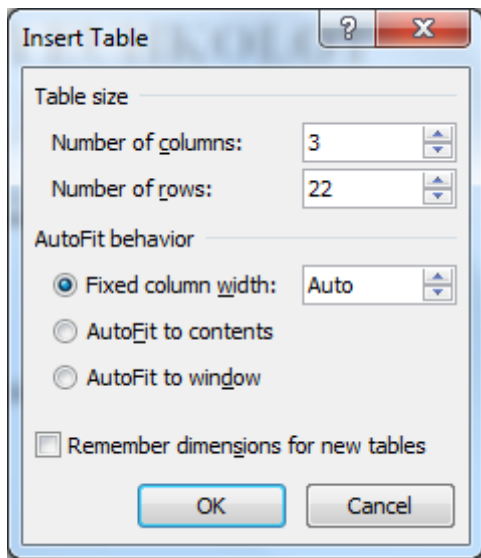 Insert Table
?
X
Table size
Number of columns: 3
Number of rows: 22
AutoFit behavior
Fixed column width: Auto
AutoFit to contents
AutoFit to window
Remember dimensions for new tables
OK Cancel